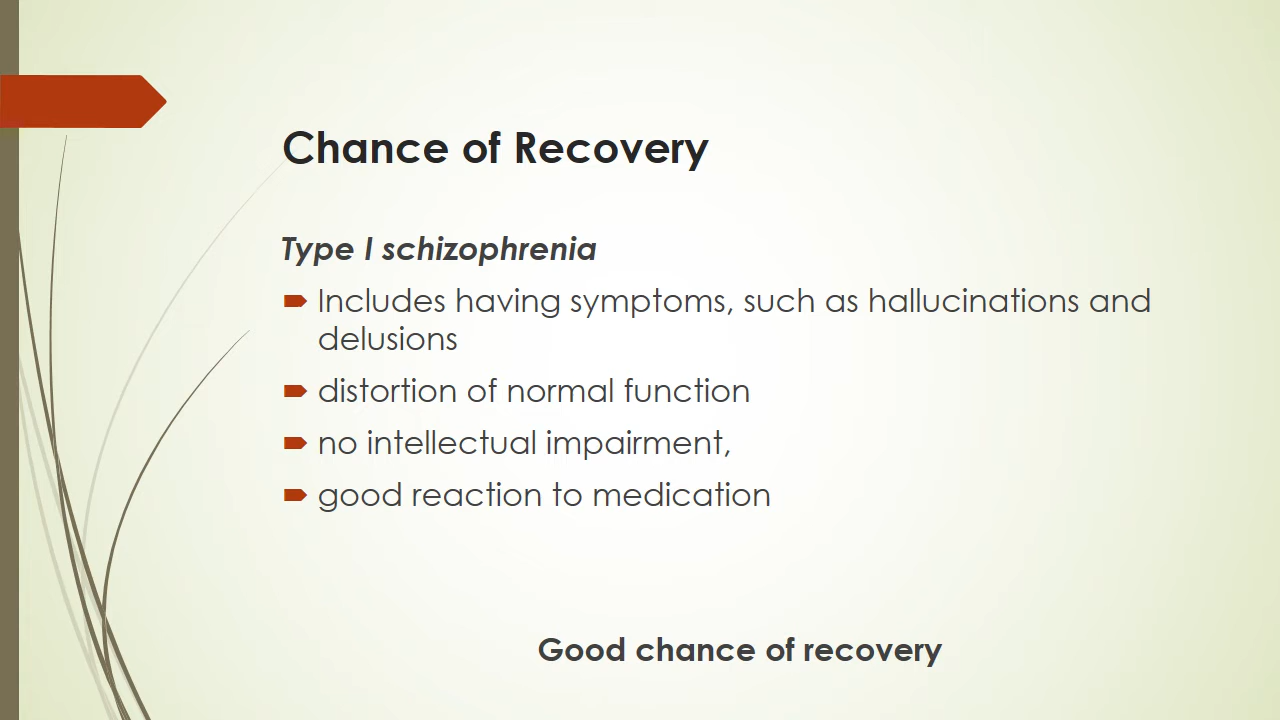 Chance of Recovery
Type I schizophrenia
Includes having symptoms, such as hallucinations and
delusions
distortion of normal function
no intellectual impairment,
good reaction to medication
Good chance of recovery